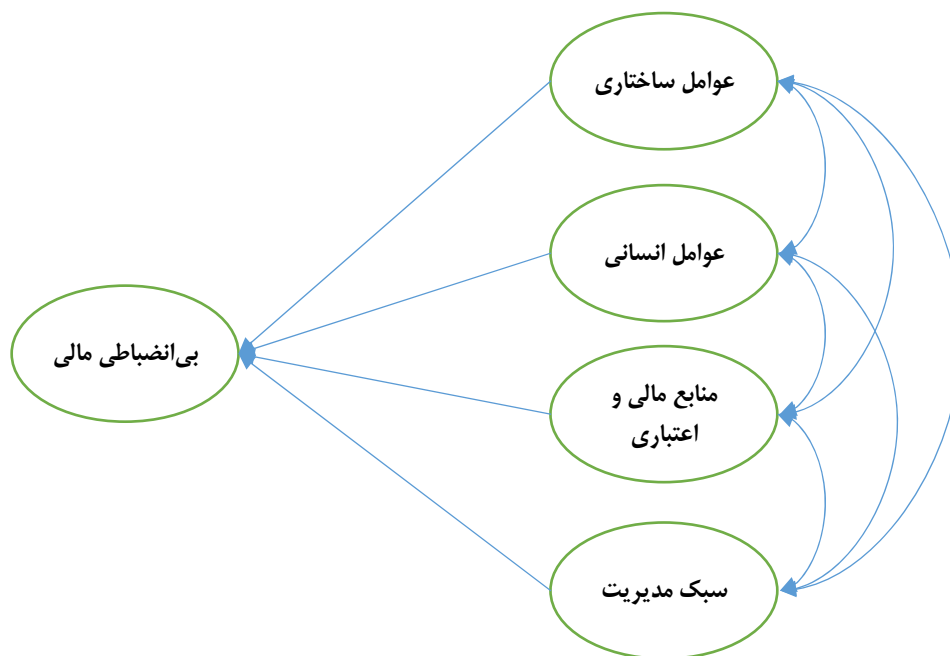 عوامل ساختاری
عوامل انسانی
بی‌انضباطی مالی
منابع مالی و
اعتباری
سبک مدیریت